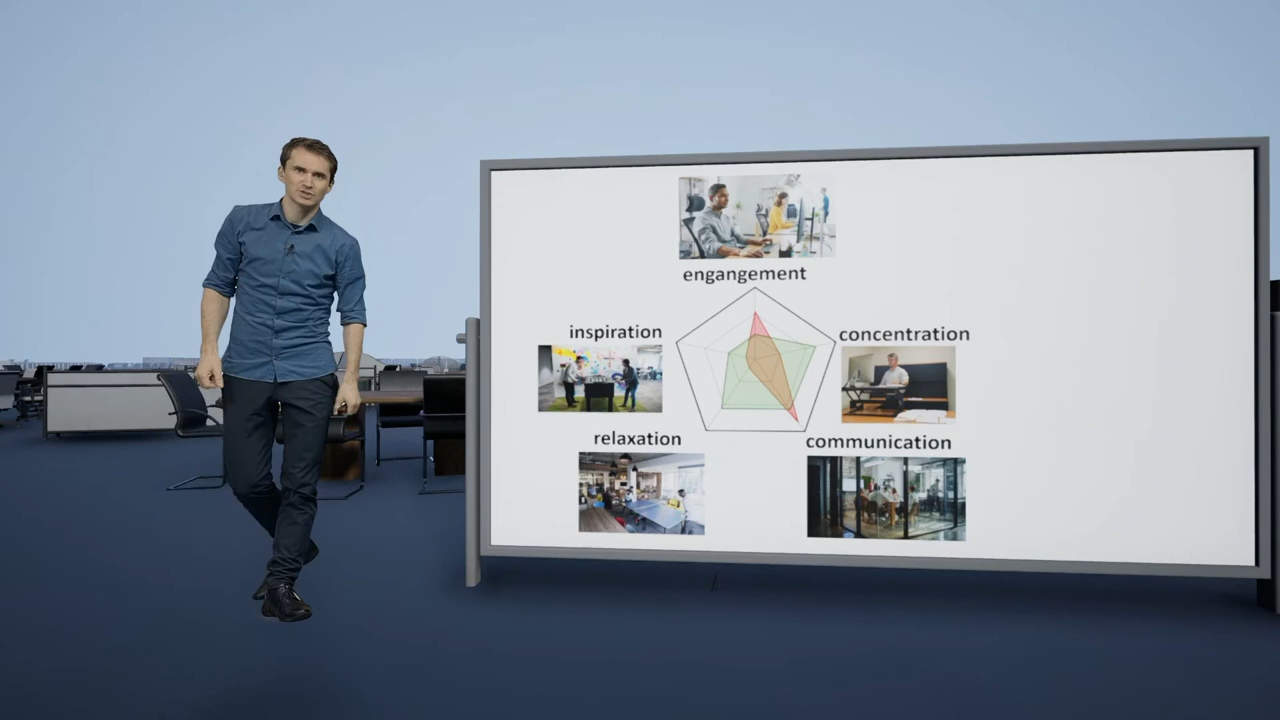 engangement
inspiration
concentration
relaxation
communication